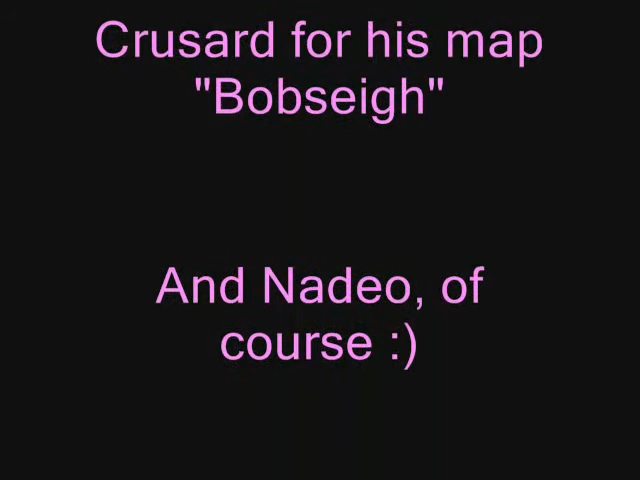 Crusard for his map
"Bobseigh"
And Nadeo, of
course :)